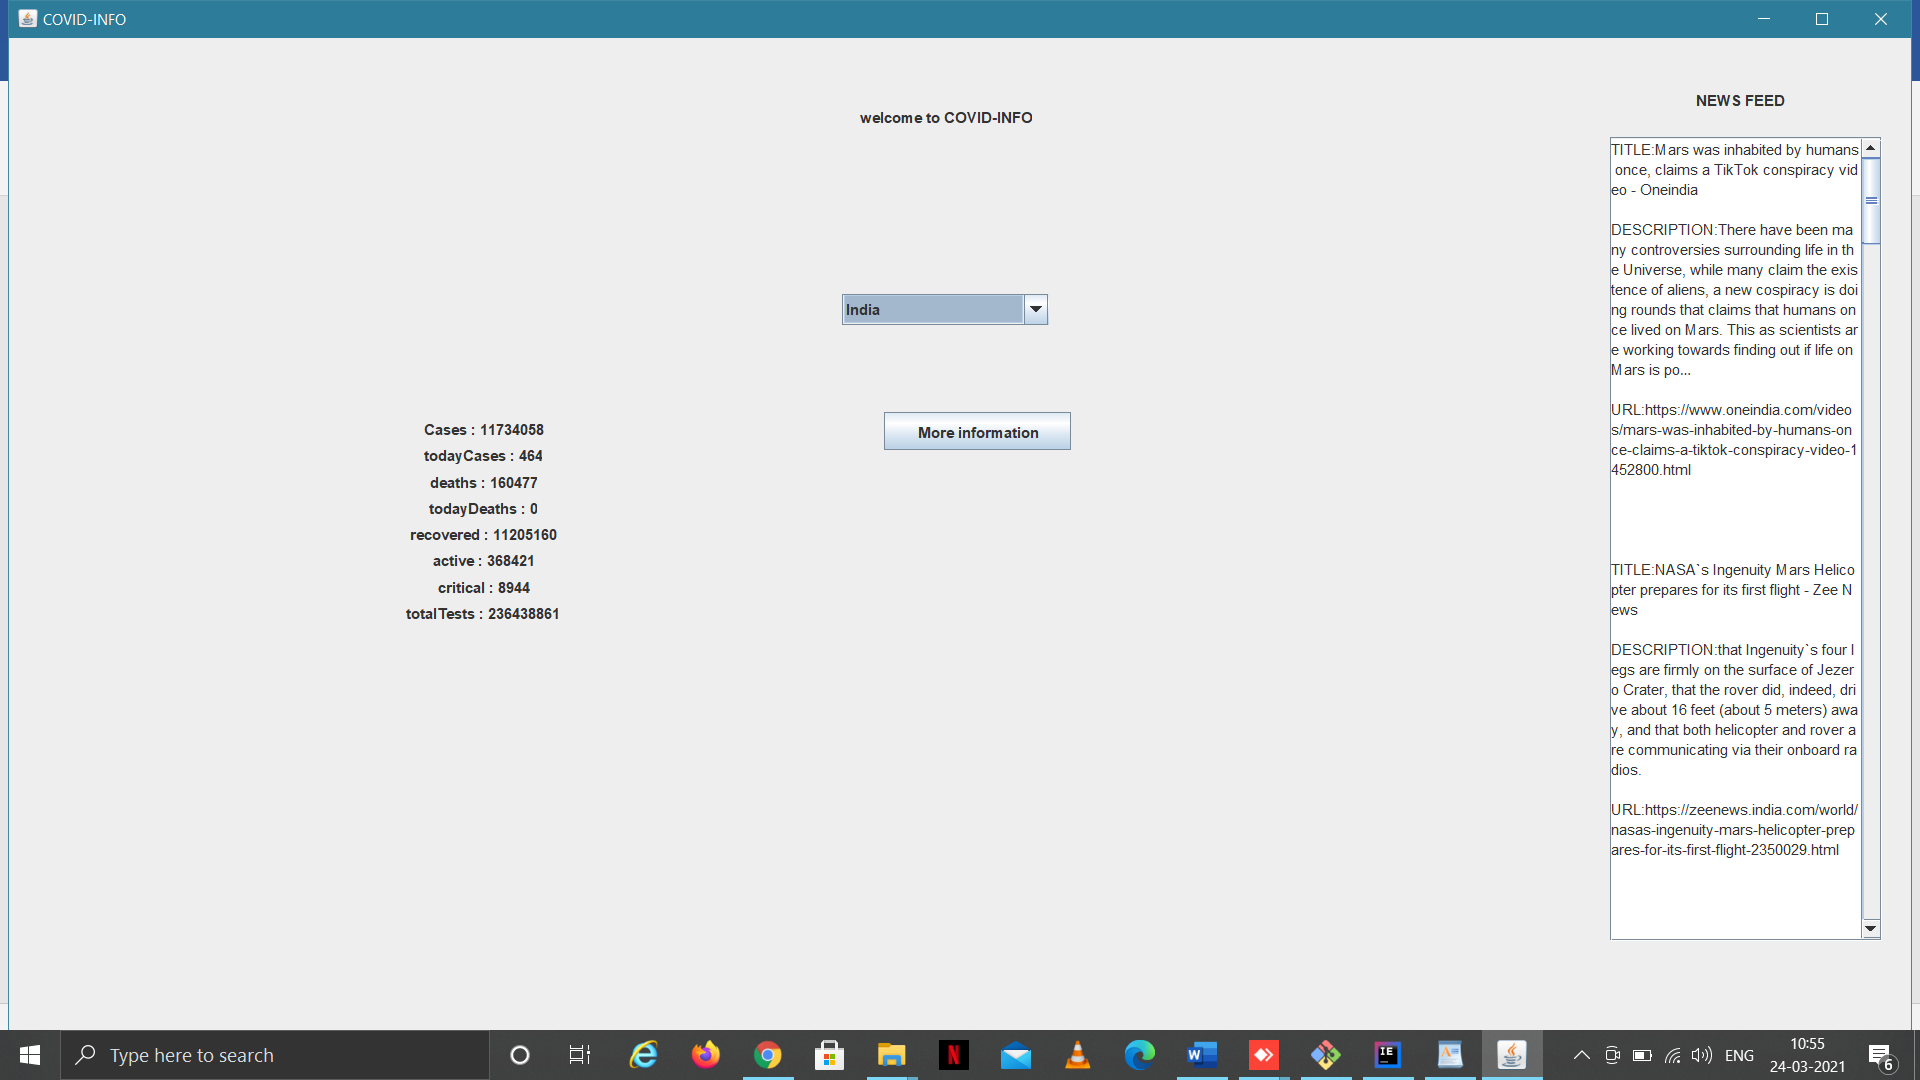 COVID-INFO
welcome to COVID-INFO
India
More information
Cases : 11734058
todayCases : 464
deaths : 160477
todayDeaths : 0
recovered : 11205160
active : 368421
critical : 8944
totalTests : 236438861
NEWS FEED
TITLE:Mars was inhabited by humans
once, claims a TikTok conspiracy vid
eo - Oneindia
DESCRIPTION:There have been ma
ny controversies surrounding life in th
e Universe, while many claim the exis
tence of aliens, a new cospiracy is doi
ng rounds that claims that humans on
ce lived on Mars. This as scientists ar
e working towards finding out if life on
Mars is po...
URL:https://www.oneindia.com/video
s/mars-was-inhabited-by-humans-on
ce-claims-a-tiktok-conspiracy-video-1
452800.html
TITLE:NASA`s Ingenuity Mars Helico
pter prepares for its first flight - Zee N
ews
DESCRIPTION:that Ingenuity`s four l
egs are firmly on the surface of Jezer
o Crater, that the rover did, indeed, dri
ve about 16 feet (about 5 meters) awa
y, and that both helicopter and rover a
re communicating via their onboard ra
dios.
URL:https://zeenews.india.com/world/
nasas-ingenuity-mars-helicopter-prep
ares-for-its-first-flight-2350029.html
Type here to search
N
W
IE
ENG
10:55
24-03-2021
6